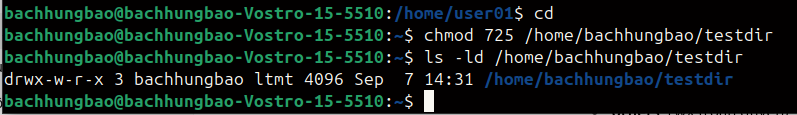 bachhungbao@bachhungbao-Vostro-15-5510:/home/user01$ cd
bachhungbao@bachhungbao-Vostro-15-5510:~$ chmod 725 /home/bachhungbao/testdir
bachhungbao@bachhungbao-Vostro-15-5510:~$ ls -ld /home/bachhungbao/testdir
drwx-w-r-x 3 bachhungbao ltmt 4096 Sep  7 14:31 /home/bachhungbao/testdir
bachhungbao@bachhungbao-Vostro-15-5510:~$